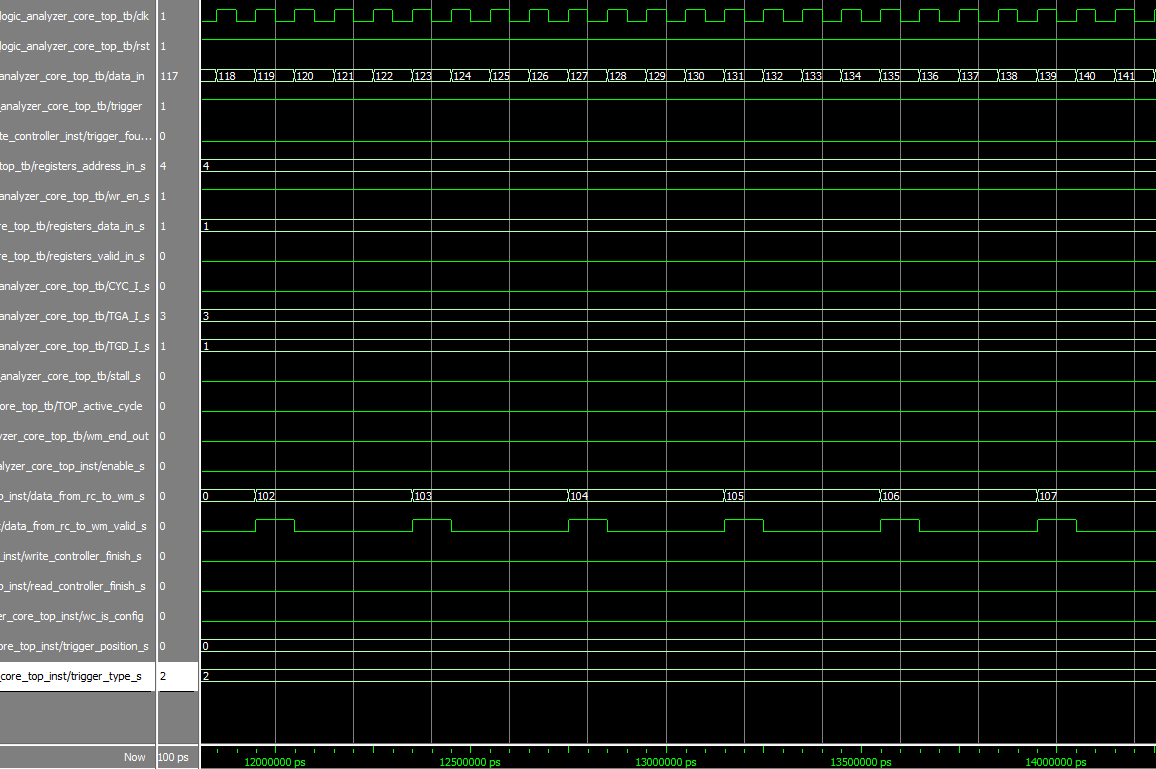 logic_analyzer_core_top_tb/clk 1
logic_analyzer_core_top_tb/rst 1
analyzer_core_top_tb/data_in 117 118 119 120 121 122 123 124 125 126 127 128 129 130 131 132 133 134 135 136 137 138 139 140 141
_analyzer_core_top_tb/trigger 1
te_controller_inst/trigger_fou... 0
top_tb/registers_address_in_s 4 4
analyzer_core_top_tb/wr_en_s 1
re_top_tb/registers_data_in_s 1 1
e_top_tb/registers_valid_in_s 0
analyzer_core_top_tb/CYC_I_s 0
analyzer_core_top_tb/TGA_I_s 3 3
analyzer_core_top_tb/TGD_I_s 1 1
_analyzer_core_top_tb/stall_s 0
ore_top_tb/TOP_active_cycle 0
yzer_core_top_tb/wm_end_out 0
alyzer_core_top_inst/enable_s 0
p_inst/data_from_rc_to_wm_s 0 0 102 103 104 105 106 107
t/data_from_rc_to_wm_valid_s 0
_inst/write_controller_finish_s 0
p_inst/read_controller_finish_s 0
er_core_top_inst/wc_is_config 0
ore_top_inst/trigger_position_s 0 0
_core_top_inst/trigger_type_s 2 2
Now 100 ps 12000000 ps 12500000 ps 13000000 ps 13500000 ps 14000000 ps